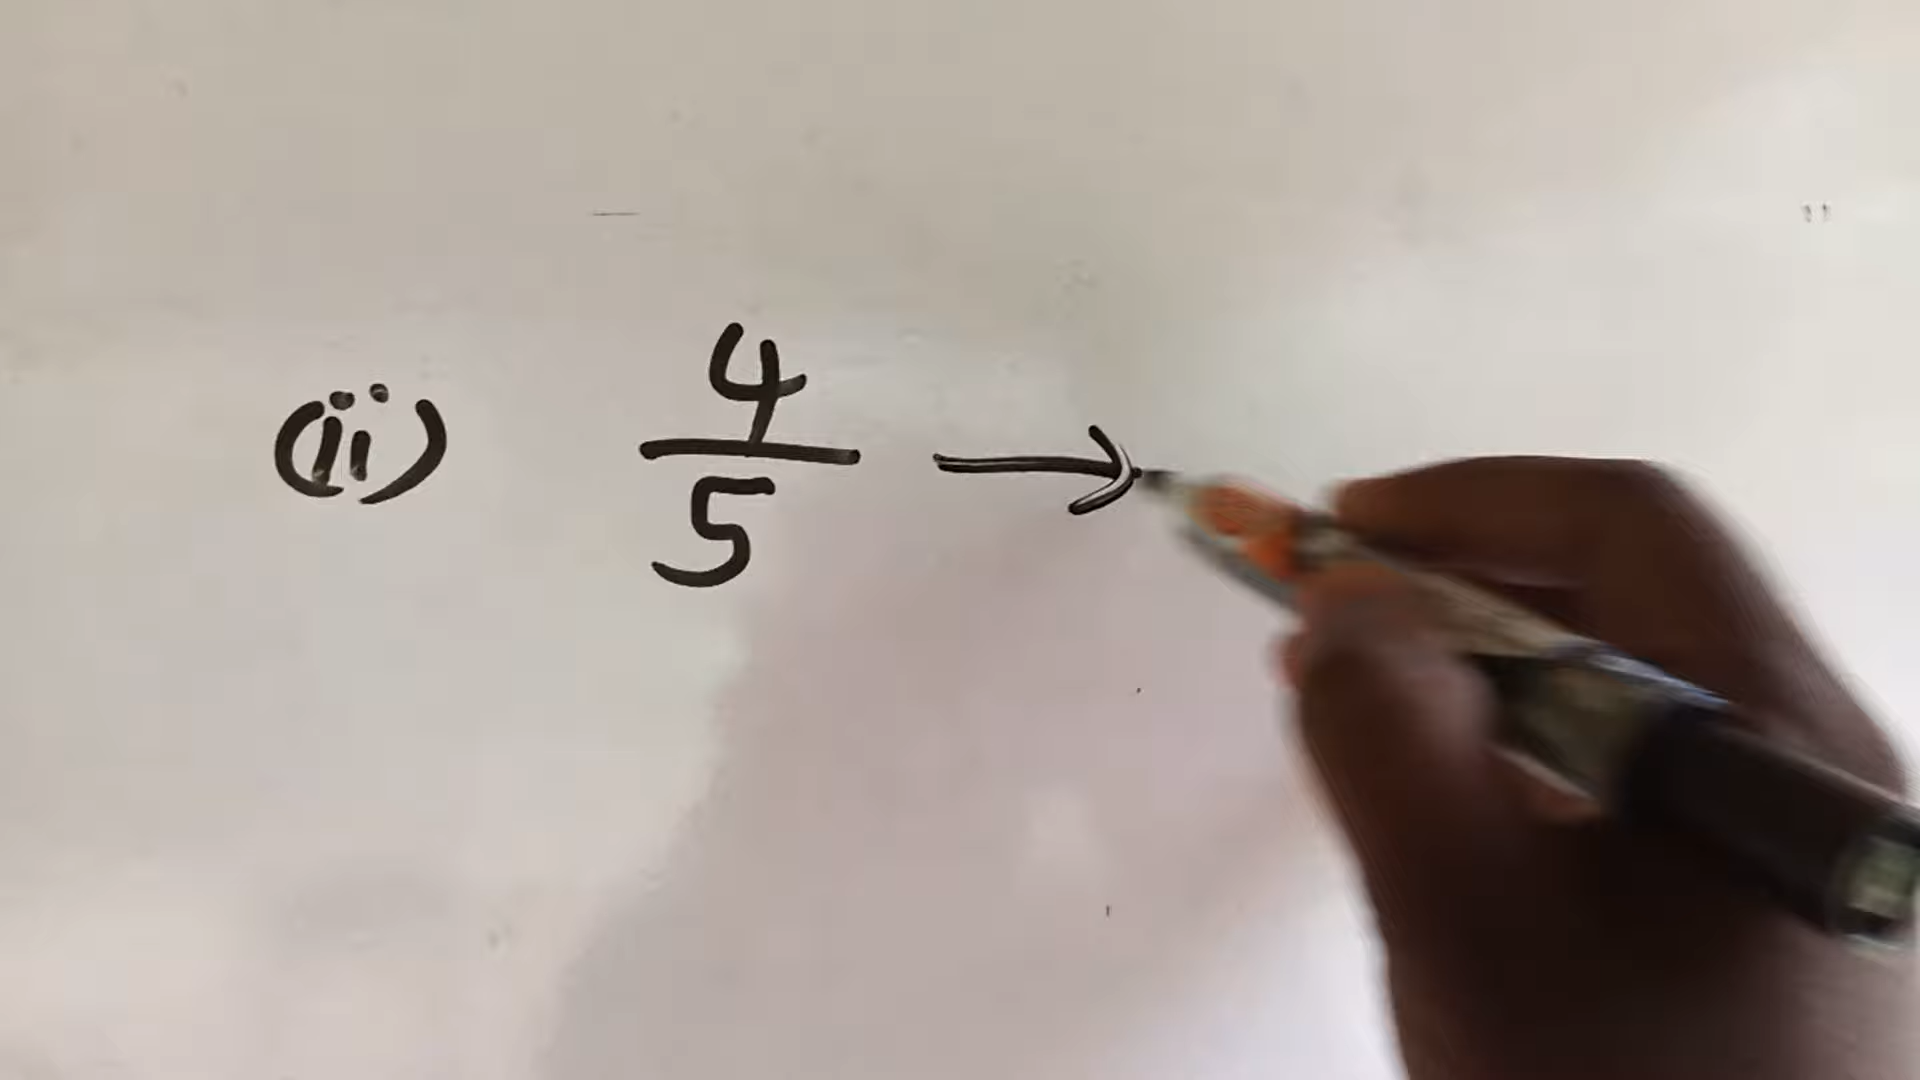 (ii) 4/5 →